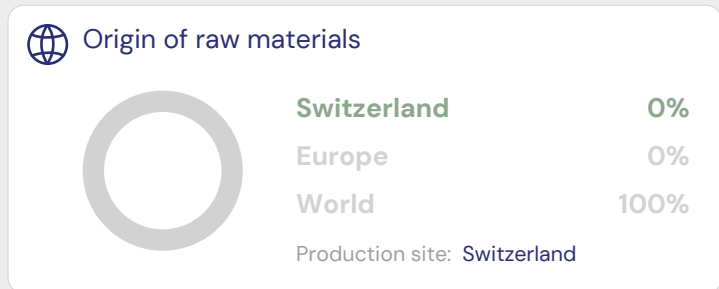 Origin of raw materials
Switzerland 0%
Europe 0%
World 100%
Production site: Switzerland